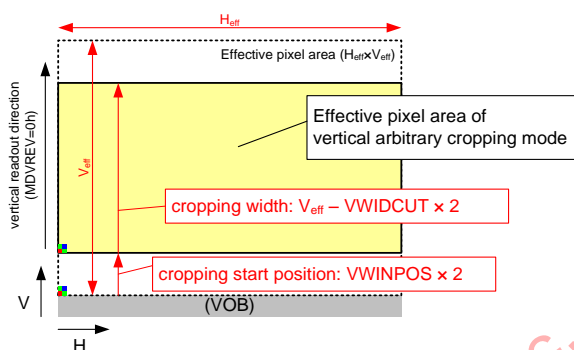 Heff
Effective pixel area (Heff×Veff)
vertical readout direction
(MDVREV=0h)
Veff
Effective pixel area of
vertical arbitrary cropping mode
cropping width: Veff – VWIDCUT × 2
cropping start position: VWINPOS × 2
(VOB)
V
H